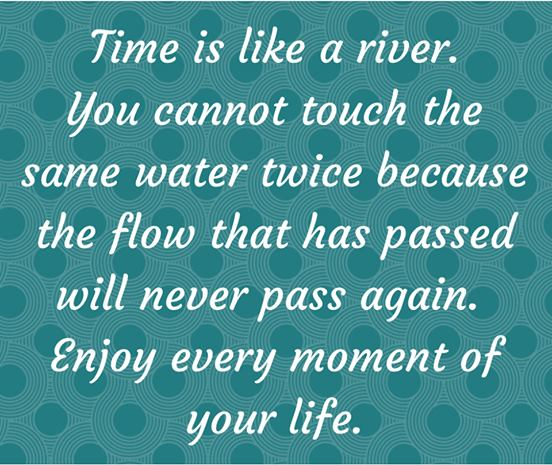 Time is like a river.
You cannot touch the
same water twice because
the flow that has passed
will never pass again.
Enjoy every moment of
your life.